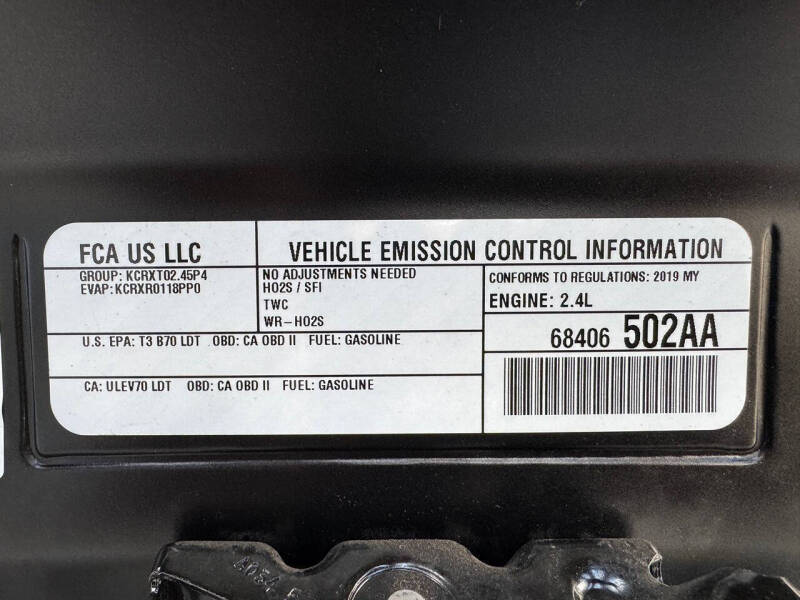 FCA US LLC
VEHICLE EMISSION CONTROL INFORMATION
GROUP: KCRXT02.45P4
EVAP: KCRXR0118PP0
NO ADJUSTMENTS NEEDED
HO2S / SFI
TWC
WR-HO2S
CONFORMS TO REGULATIONS: 2019 MY
ENGINE: 2.4L
U.S. EPA: T3 B70 LDT OBD: CA OBD II FUEL: GASOLINE
68406 502AA
CA: ULEV70 LDT OBD: CA OBD II FUEL: GASOLINE